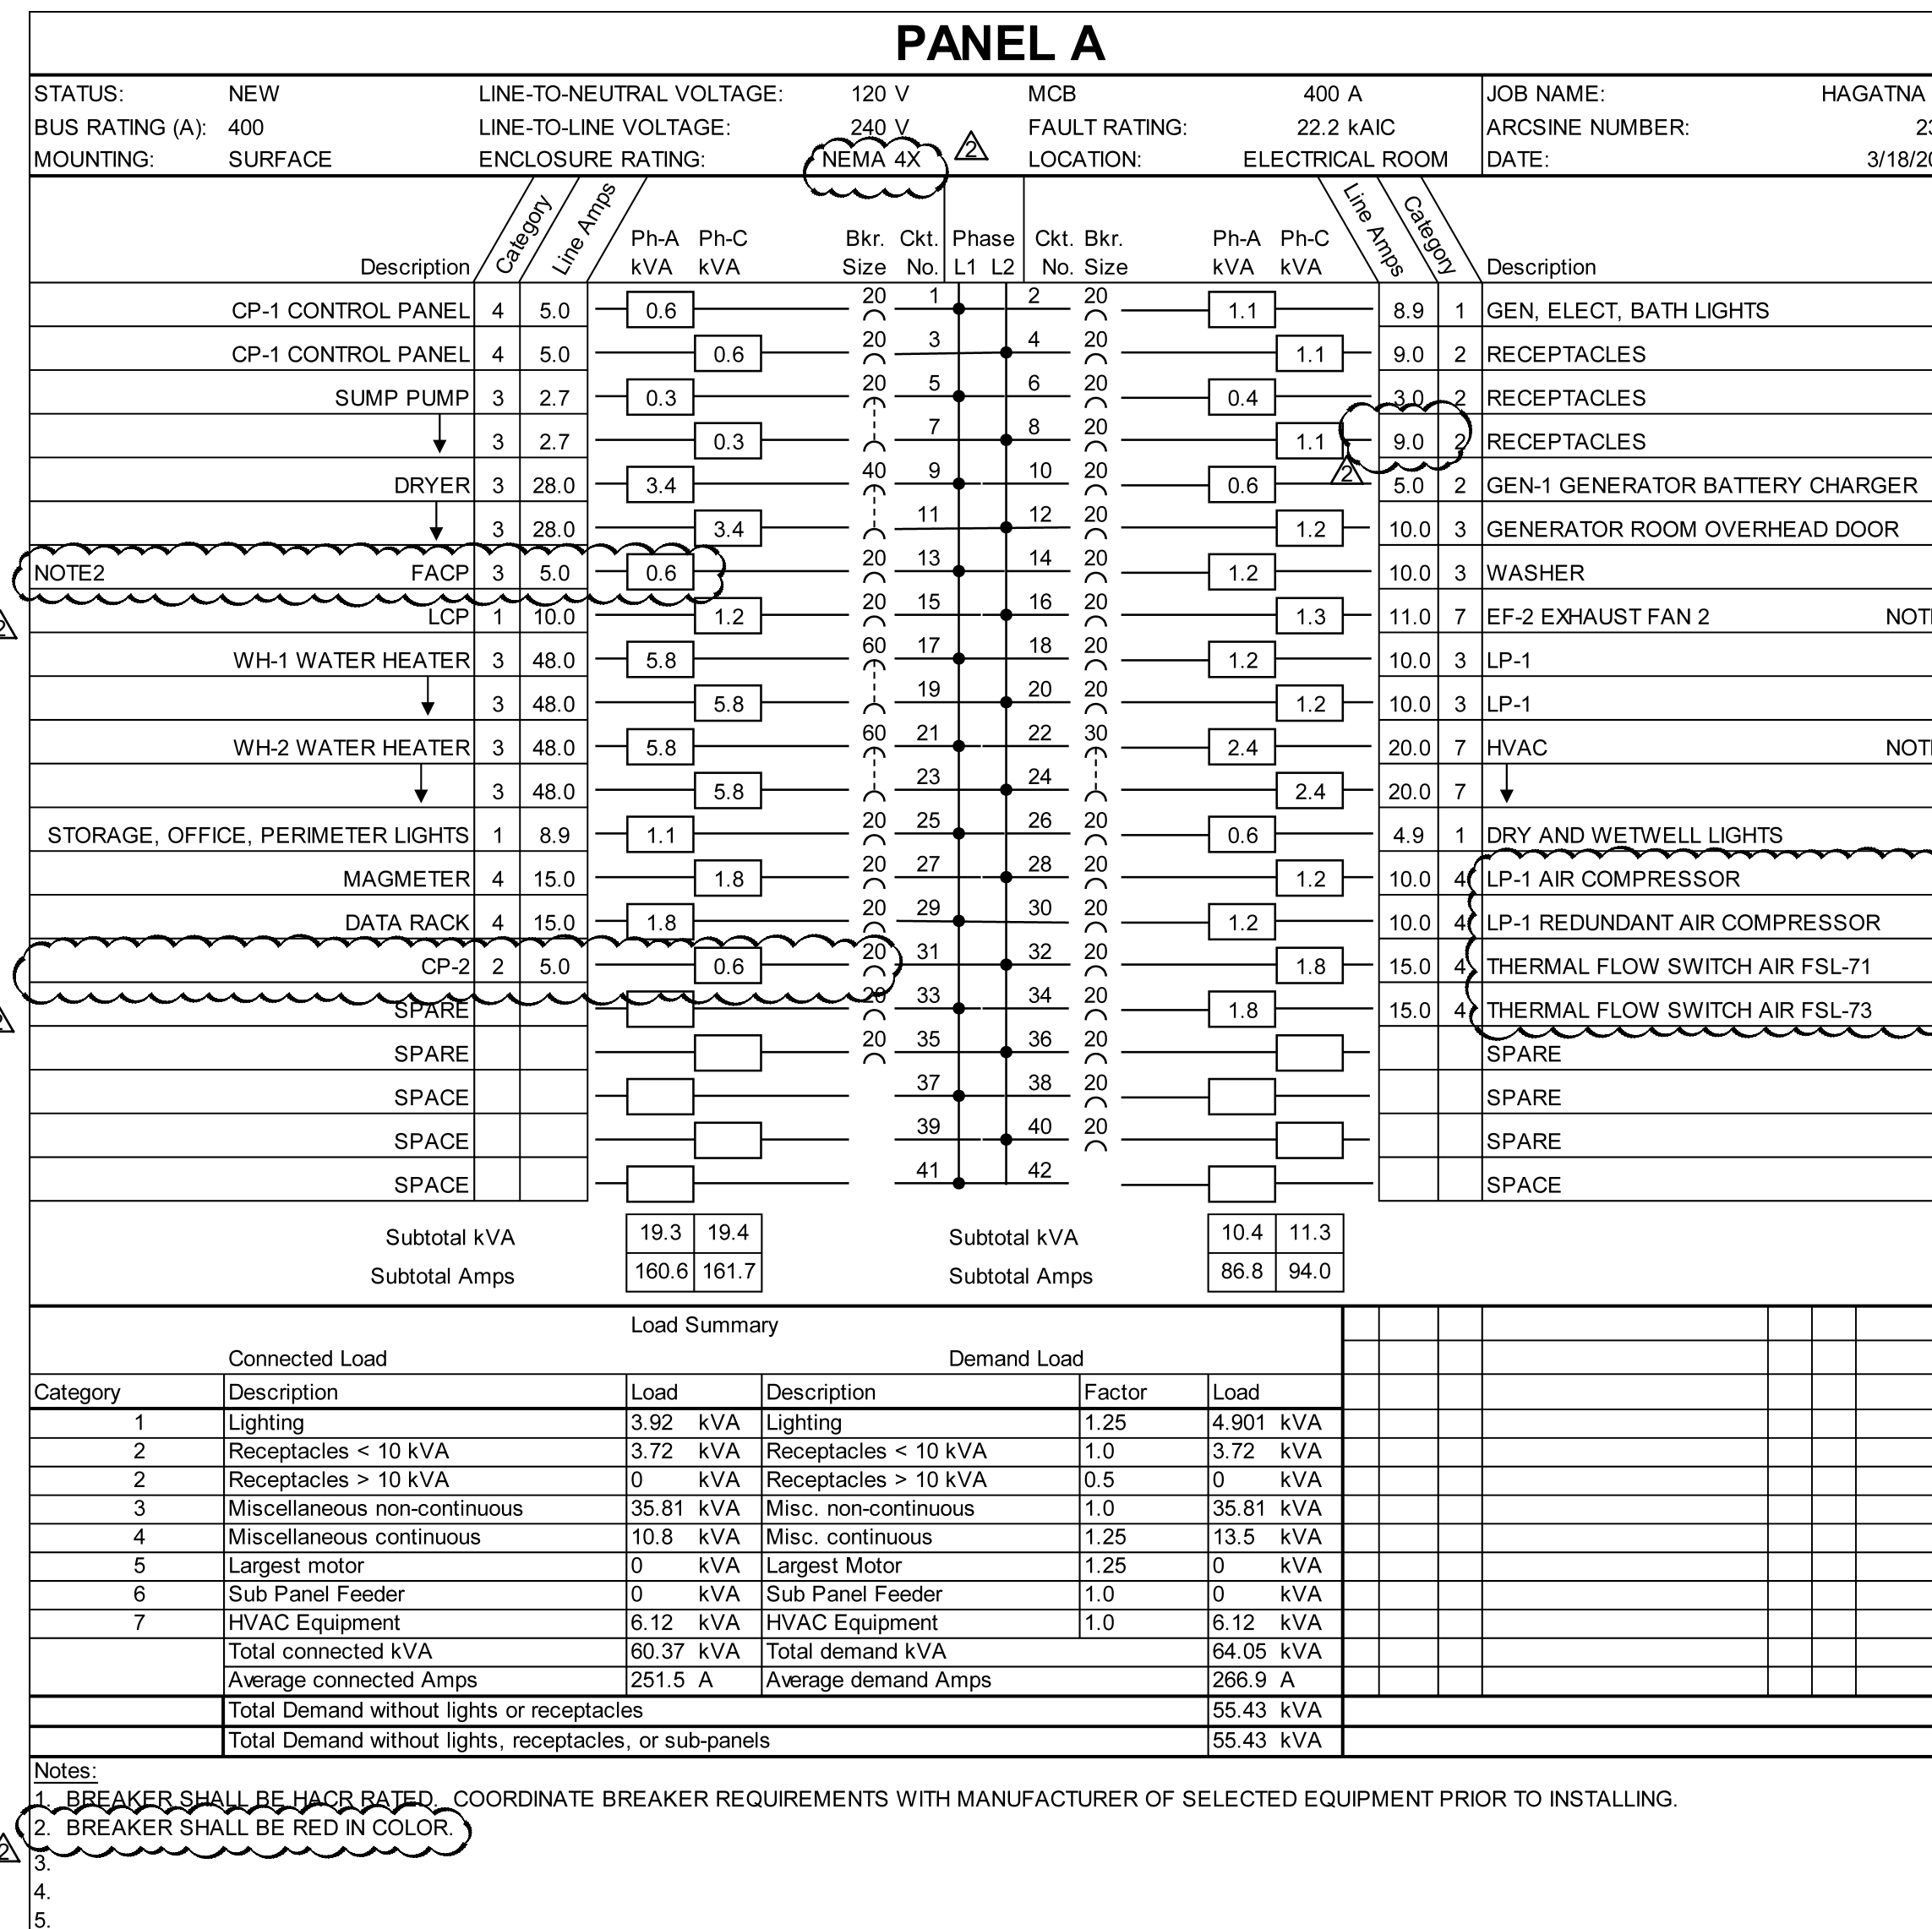 PANEL A
STATUS: NEW LINE-TO-NEUTRAL VOLTAGE: 120 V MCB 400 A JOB NAME: HAGATNA
BUS RATING (A): 400 LINE-TO-LINE VOLTAGE: 240 V FAULT RATING: 22.2 kAIC ARCSINE NUMBER: 23
MOUNTING: SURFACE ENCLOSURE RATING: NEMA 4X 2 LOCATION: ELECTRICAL ROOM DATE: 3/18/20
Category Line Amps Line Amps Category
Ph-A Ph-C Bkr. Ckt. Phase Ckt. Bkr. Ph-A Ph-C
Description kVA kVA Size No. L1 L2 No. Size kVA kVA Description
CP-1 CONTROL PANEL 4 5.0 0.6 20 1 2 20 1.1 8.9 1 GEN, ELECT, BATH LIGHTS
CP-1 CONTROL PANEL 4 5.0 0.6 20 3 4 20 1.1 9.0 2 RECEPTACLES
SUMP PUMP 3 2.7 0.3 20 5 6 20 0.4 3.0 2 RECEPTACLES
3 2.7 0.3 7 8 20 1.1 9.0 2 RECEPTACLES
DRYER 3 28.0 3.4 40 9 10 20 0.6 2 5.0 2 GEN-1 GENERATOR BATTERY CHARGER
3 28.0 3.4 11 12 20 1.2 10.0 3 GENERATOR ROOM OVERHEAD DOOR
NOTE2 FACP 3 5.0 0.6 20 13 14 20 1.2 10.0 3 WASHER
2 LCP 1 10.0 1.2 20 15 16 20 1.3 11.0 7 EF-2 EXHAUST FAN 2 NOTE
WH-1 WATER HEATER 3 48.0 5.8 60 17 18 20 1.2 10.0 3 LP-1
3 48.0 5.8 19 20 20 1.2 10.0 3 LP-1
WH-2 WATER HEATER 3 48.0 5.8 60 21 22 30 2.4 20.0 7 HVAC NOTE
3 48.0 5.8 23 24 2.4 20.0 7
STORAGE, OFFICE, PERIMETER LIGHTS 1 8.9 1.1 20 25 26 20 0.6 4.9 1 DRY AND WETWELL LIGHTS
MAGMETER 4 15.0 1.8 20 27 28 20 1.2 10.0 4 LP-1 AIR COMPRESSOR
DATA RACK 4 15.0 1.8 20 29 30 20 1.2 10.0 4 LP-1 REDUNDANT AIR COMPRESSOR
CP-2 2 5.0 0.6 20 31 32 20 1.8 15.0 4 THERMAL FLOW SWITCH AIR FSL-71
2 SPARE 20 33 34 20 1.8 15.0 4 THERMAL FLOW SWITCH AIR FSL-73
SPARE 20 35 36 20 SPARE
SPACE 37 38 20 SPARE
SPACE 39 40 20 SPARE
SPACE 41 42 SPACE
Subtotal kVA 19.3 19.4 Subtotal kVA 10.4 11.3
Subtotal Amps 160.6 161.7 Subtotal Amps 86.8 94.0
Load Summary
Connected Load Demand Load
Category Description Load Description Factor Load
1 Lighting 3.92 kVA Lighting 1.25 4.901 kVA
2 Receptacles < 10 kVA 3.72 kVA Receptacles < 10 kVA 1.0 3.72 kVA
2 Receptacles > 10 kVA 0 kVA Receptacles > 10 kVA 0.5 0 kVA
3 Miscellaneous non-continuous 35.81 kVA Misc. non-continuous 1.0 35.81 kVA
4 Miscellaneous continuous 10.8 kVA Misc. continuous 1.25 13.5 kVA
5 Largest motor 0 kVA Largest Motor 1.25 0 kVA
6 Sub Panel Feeder 0 kVA Sub Panel Feeder 1.0 0 kVA
7 HVAC Equipment 6.12 kVA HVAC Equipment 1.0 6.12 kVA
Total connected kVA 60.37 kVA Total demand kVA 64.05 kVA
Average connected Amps 251.5 A Average demand Amps 266.9 A
Total Demand without lights or receptacles 55.43 kVA
Total Demand without lights, receptacles, or sub-panels 55.43 kVA
Notes:
1. BREAKER SHALL BE HACR RATED. COORDINATE BREAKER REQUIREMENTS WITH MANUFACTURER OF SELECTED EQUIPMENT PRIOR TO INSTALLING.
2 2. BREAKER SHALL BE RED IN COLOR.
3.
4.
5.